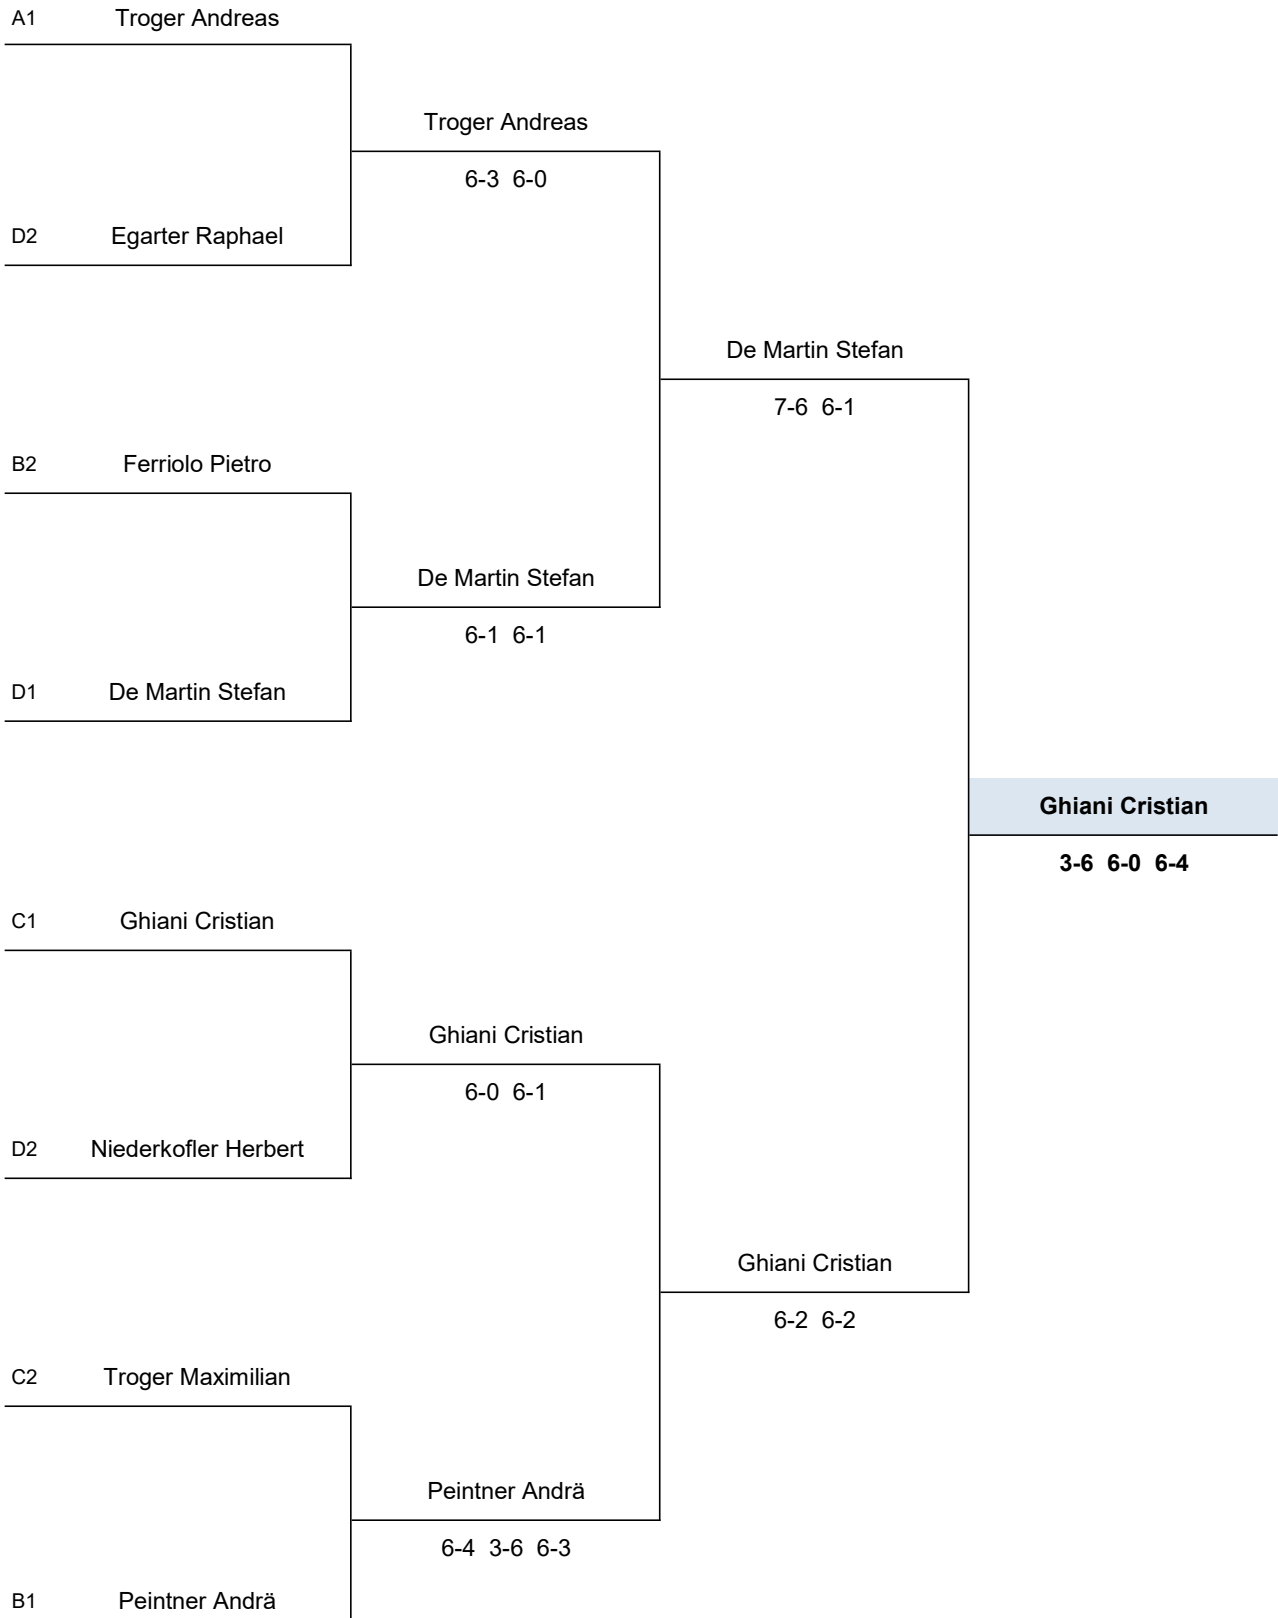 A1 Troger Andreas
Troger Andreas
6-3 6-0
D2 Egarter Raphael
De Martin Stefan
7-6 6-1
B2 Ferriolo Pietro
De Martin Stefan
6-1 6-1
D1 De Martin Stefan
Ghiani Cristian
3-6 6-0 6-4
C1 Ghiani Cristian
Ghiani Cristian
6-0 6-1
D2 Niederkofler Herbert
Ghiani Cristian
6-2 6-2
C2 Troger Maximilian
Peintner Andrä
6-4 3-6 6-3
B1 Peintner Andrä